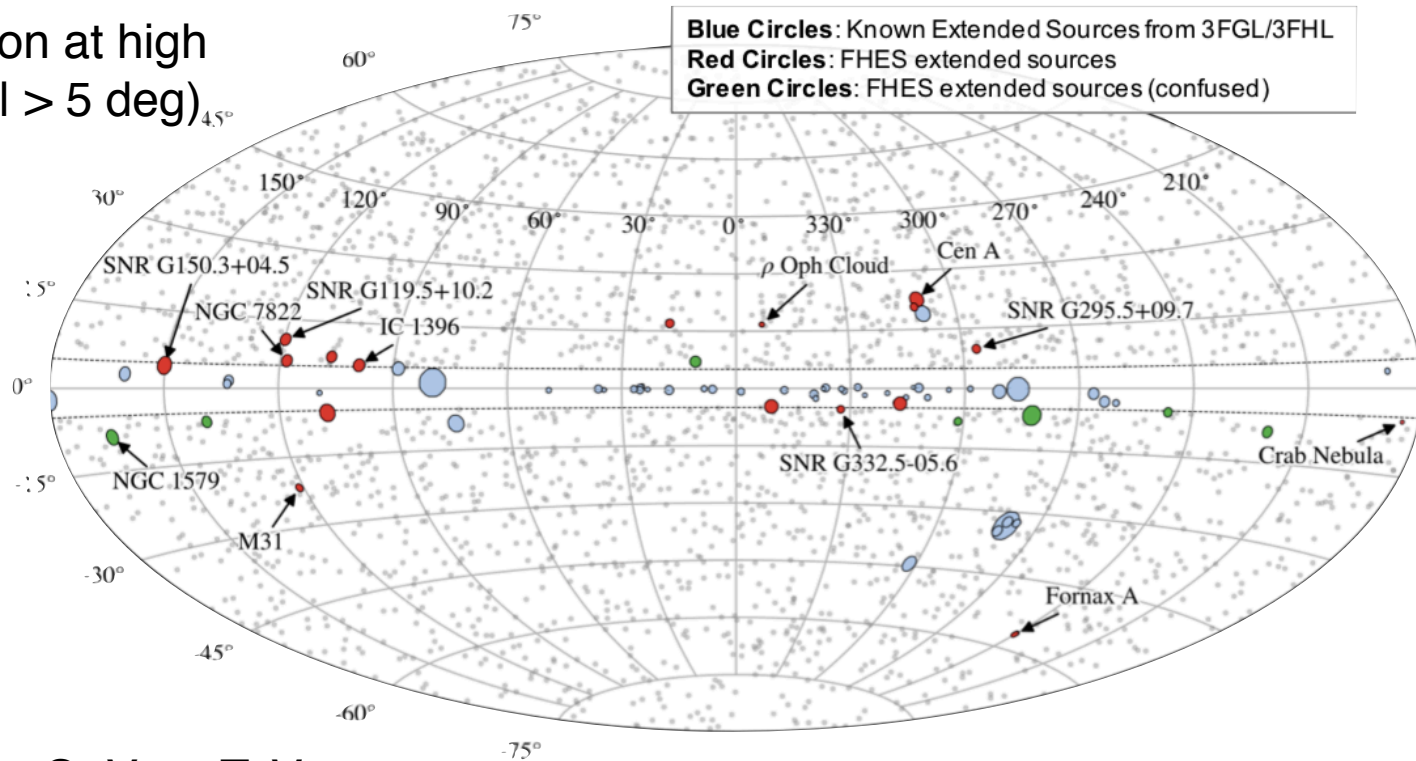 on at high
l > 5 deg)
Blue Circles: Known Extended Sources from 3FGL/3FHL
Red Circles: FHES extended sources
Green Circles: FHES extended sources (confused)
75°
60°
45°
30°
150°
120°
90°
60°
30°
0°
330°
300°
270°
240°
210°
SNR G150.3+04.5
NGC 7822
SNR G119.5+10.2
IC 1396
ρ Oph Cloud
Cen A
SNR G295.5+09.7
:5°
0°
NGC 1579
SNR G332.5-05.6
Crab Nebula
-:5°
M31
-30°
Fornax A
-45°
-60°
-75°